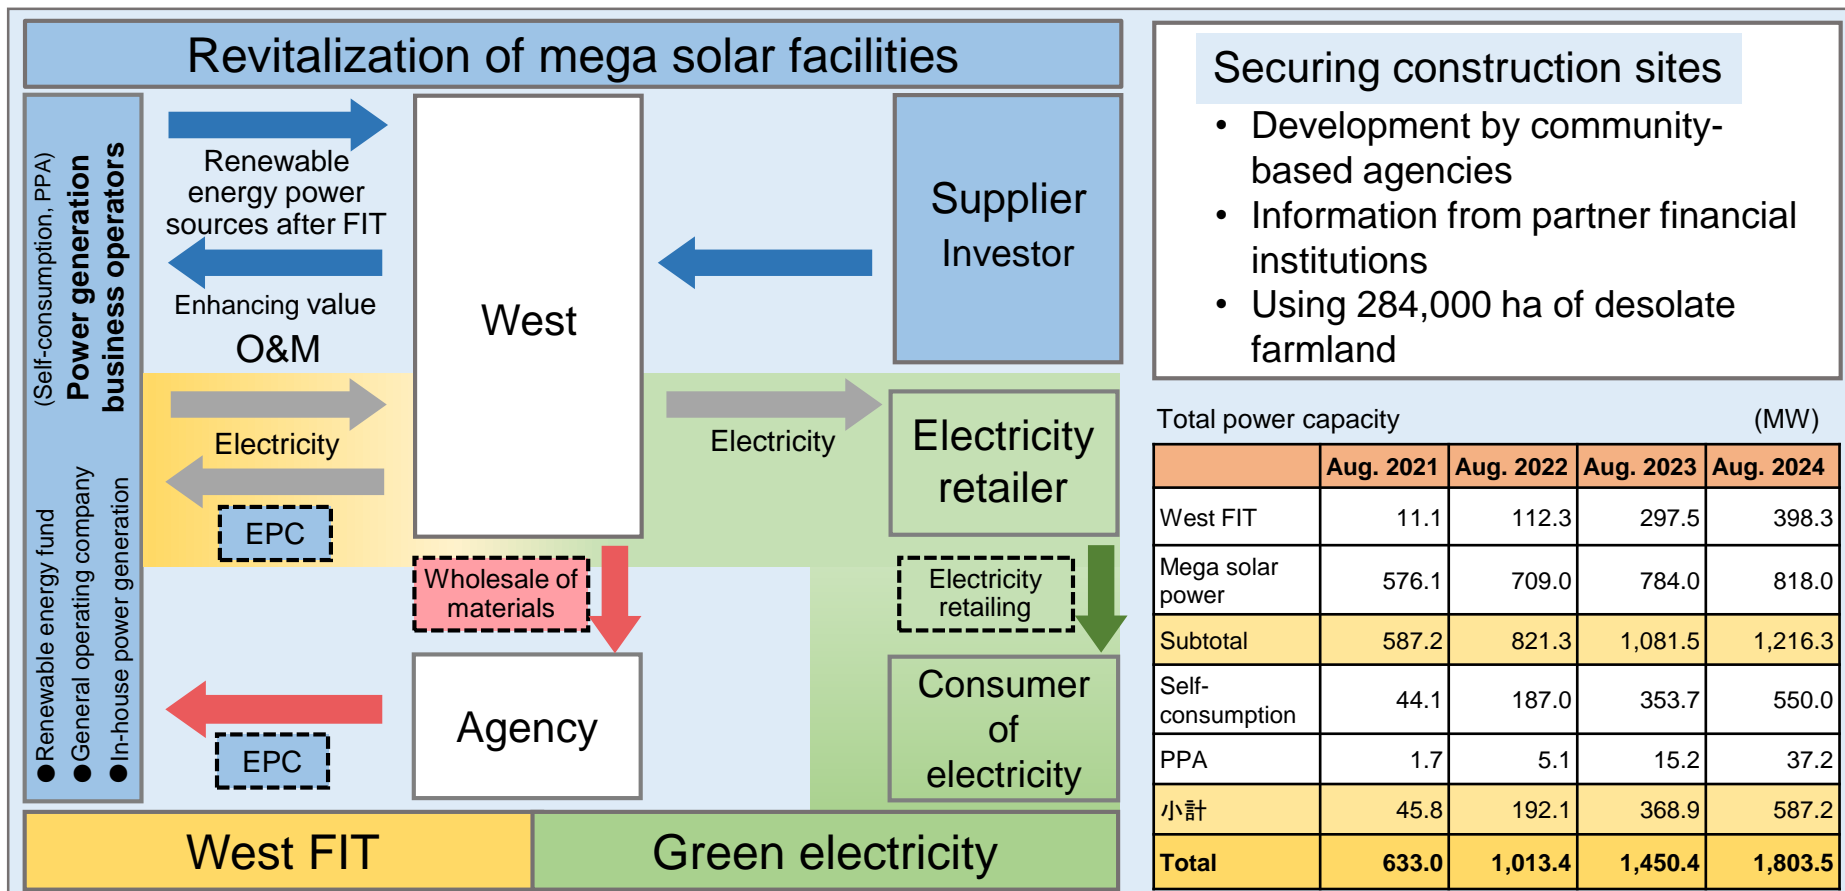 Revitalization of mega solar facilities
(Self-consumption, PPA)
Power generation
business operators
●Renewable energy fund
●General operating company
●In-house power generation
Renewable
energy power
sources after FIT
Enhancing value
O&M
Electricity
EPC
West
Supplier
Investor
Electricity
Electricity
retailer
Wholesale of
materials
Electricity
retailing
EPC
Agency
Consumer
of
electricity
West FIT
Green electricity
Securing construction sites
• Development by community-
based agencies
• Information from partner financial
institutions
• Using 284,000 ha of desolate
farmland
Total power capacity (MW)
Aug. 2021 Aug. 2022 Aug. 2023 Aug. 2024
West FIT 11.1 112.3 297.5 398.3
Mega solar
power 576.1 709.0 784.0 818.0
Subtotal 587.2 821.3 1,081.5 1,216.3
Self-
consumption 44.1 187.0 353.7 550.0
PPA 1.7 5.1 15.2 37.2
小計 45.8 192.1 368.9 587.2
Total 633.0 1,013.4 1,450.4 1,803.5